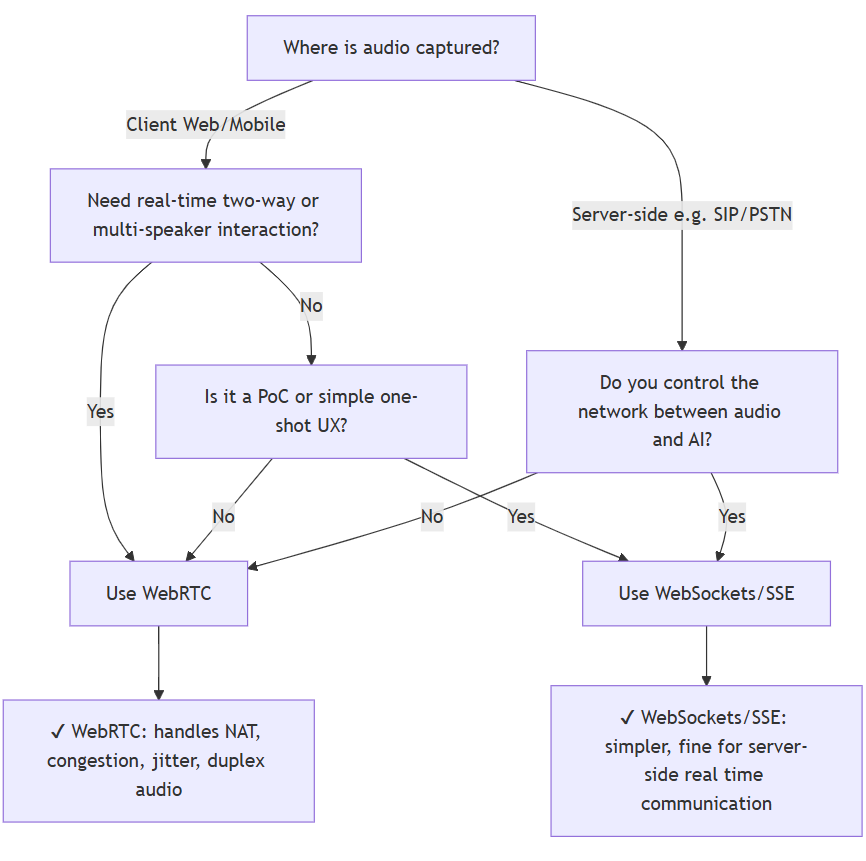 Where is audio captured?
Client Web/Mobile
Need real-time two-way or
multi-speaker interaction?
Server-side e.g. SIP/PSTN
No
Do you control the
network between audio
and AI?
Is it a PoC or simple one-
shot UX?
Yes
No
No
Yes
Yes
Use WebRTC
Use WebSockets/SSE
✓ WebRTC: handles NAT,
congestion, jitter, duplex
audio
✓ WebSockets/SSE:
simpler, fine for server-
side real time
communication